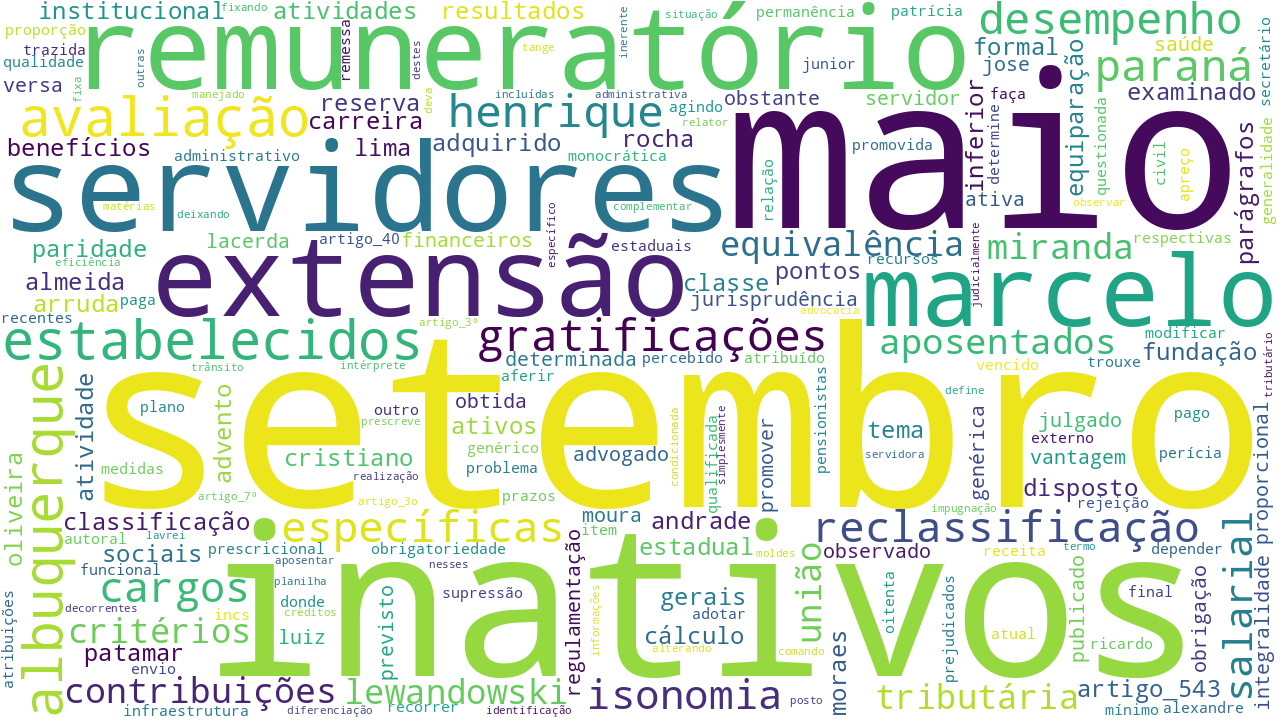 institucional
fixando
atividades
resultados
situação
permanência
patrícia
desempenho
generalidade
secretário
proporção
trazida
qualidade
versa
outras
fixa
remuneratório
remessa
destes
tange
inerente
junior
formal
jose
saúde
paraná
manejado
incluídas
administrativa
avaliação
reserva
carreira
henrique
agindo
relator
obstante
servidor
inferior
faça
determine
equiparação
questionada
examinado
benefícios
administrativo
lima
adquirido
monocrática
rocha
maio
promovida
relação
ativa
civil
apreço
observar
parágrafos
servidores
matérias
deixando
complementar
específico
paridade
eficiência
lacerda
artigo_40
financeiros
estaduais
equivalência
recursos
judicialmente
miranda
respectivas
almeida
arruda
paga
recentes
extensão
classe
pontos
jurisprudência
advocacia
marcelo
artigo_3º
estabelecidos
gratificações
aposentados
modificar
fundação
trouxe
tributário
trânsito
intérprete
determinada
percebido
atribuído
aferir
vencido
define
albuquerque
atividade
plano
advento
setembro
outro
prescreve
obtida
ativos
genérico
problema
advogado
condicionada
qualificada
simplesmente
promover
pensionistas
tema
servidora
genérica
julgado
externo
vantagem
pago
perícia
oliveira
medidas
cristiano
realização
artigo_7º
artigo_3o
prazos
disposto
rejeição
impugnação
classificação
autoral
lavrei
específicas
moura
item
andrade
reclassificação
proporcional
integralidade
salarial
sociais
funcional
prescricional
aposentar
obrigatoriedade
nesses
estadual
moldes
união
observado
receita
termo
depender
cargos
decorrentes
planilha
donde
créditos
incs
inativos
supressão
regulamentação
informações
gerais
adotar
cálculo
alterando
comando
oitenta
prejudicados
atual
publicado
final
ricardo
obrigação
atribuições
critérios
luiz
previsto
patamar
envio
moraes
contribuições
infraestrutura
diferenciação
lewandowski
recorrer
identificação
isonomia
posto
tributária
artigo_543
mínimo
alexandre